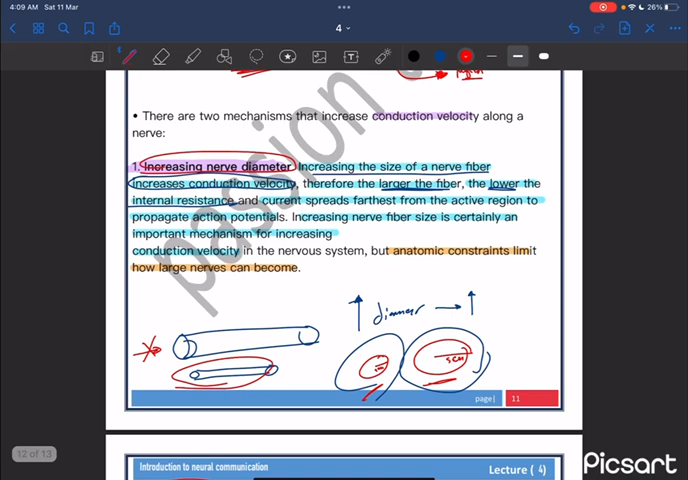 4:09 AM Sat 11 Mar
26%
4
• There are two mechanisms that increase conduction velocity along a
nerve:
1. Increasing nerve diameter Increasing the size of a nerve fiber
increases conduction velocity, therefore the larger the fiber, the lower the
internal resistance and current spreads farthest from the active region to
propagate action potentials. Increasing nerve fiber size is certainly an
important mechanism for increasing
conduction velocity in the nervous system, but anatomic constraints limit
how large nerves can become.
passion
page| 11
12 of 13
Introduction to neural communication
Lecture ( 4)
Picsart